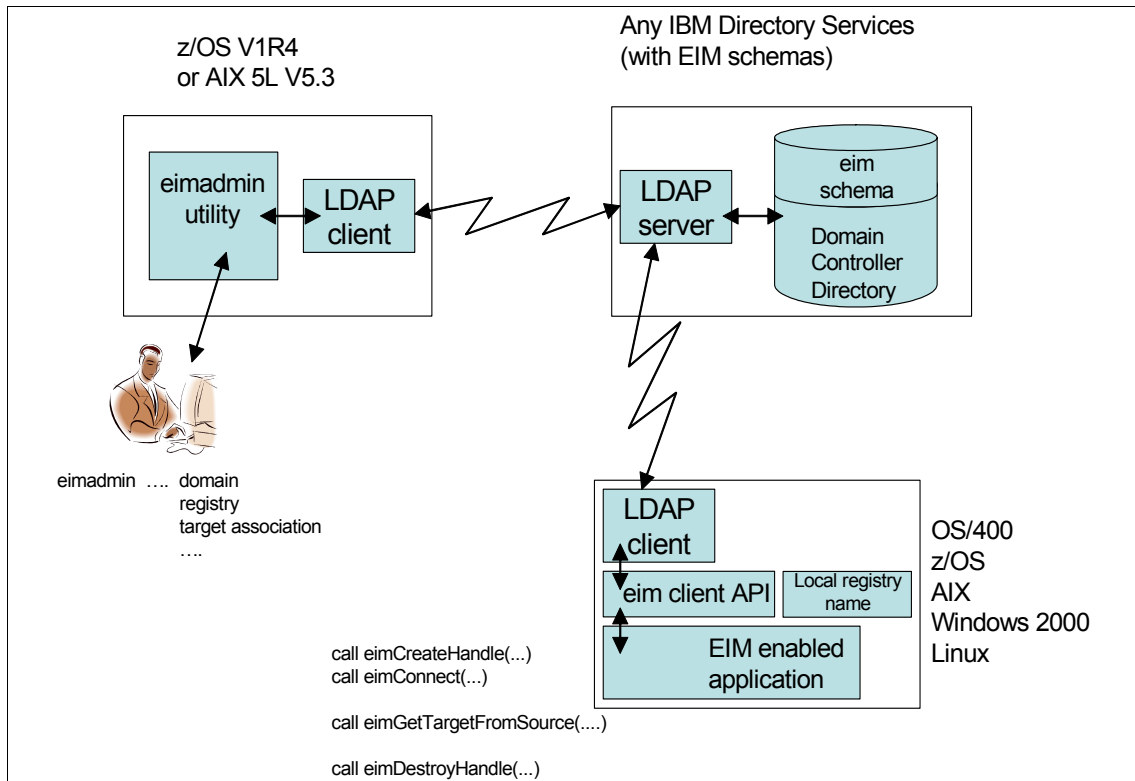 z/OS V1R4
or AIX 5L V5.3
Any IBM Directory Services
(with EIM schemas)
eimadmin
utility
LDAP
client
LDAP
server
eim
schema
Domain
Controller
Directory
eimadmin …. domain
registry
target association
….
LDAP
client
eim client API
Local registry
name
EIM enabled
application
OS/400
z/OS
AIX
Windows 2000
Linux
call eimCreateHandle(...)
call eimConnect(...)
call eimGetTargetFromSource(....)
call eimDestroyHandle(...)